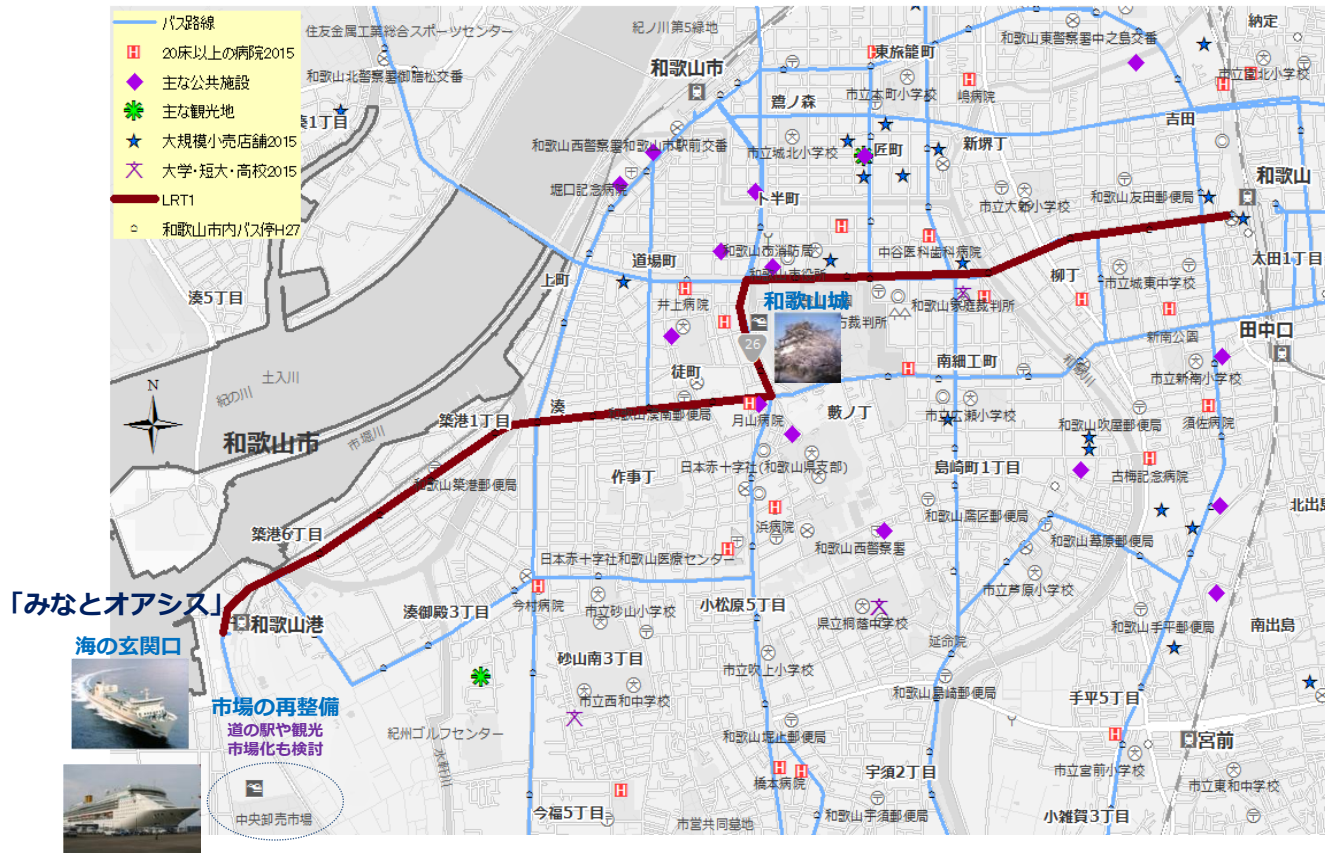 バス路線
20床以上の病院2015
主な公共施設
主な観光地
大規模小売店舗2015
大学・短大・高校2015
LRT1
和歌山市内バス停H27
住友金属工業総合スポーツセンター
紀ノ川第5緑地
和歌山東警察署中之島交番
納定
東旅籠町
和歌山北警察署御膳松交番
和歌山市
市立本町小学校
嶋病院
鷺ノ森
湊1丁目
吉田
和歌山西警察署和歌山市駅前交番
市立城北小学校
匠町
新堺丁
和歌山
堀口記念病院
和歌山友田郵便局
卜半町
市立大新小学校
和歌山市消防局
中谷医科歯科病院
道場町
太田1丁目
上町
和歌山市役所
柳丁
市立城東中学校
湊5丁目
井上病院
和歌山城
裁判所
和歌山家庭裁判所
新南公園
田中口
26
南細工町
和歌川
N
土入川
徒町
市立新南小学校
紀の川
湊
藪ノ丁
市立広瀬小学校
須佐病院
築港1丁目
和歌山湊南郵便局
月山病院
和歌山吹屋郵便局
和歌山市
市堀川
日本赤十字社(和歌山県支部)
島崎町1丁目
古梅記念病院
作事丁
和歌山築港郵便局
北出島
浜病院
和歌山鷹匠郵便局
築港6丁目
和歌山西警察署
和歌山葛原郵便局
日本赤十字社和歌山医療センター
市立芦原小学校
「みなとオアシス」
湊御殿3丁目
今村病院
市立砂山小学校
小松原5丁目
県立桐蔭中学校
和歌山手平郵便局
南出島
和歌山港
延命院
海の玄関口
砂山南3丁目
市立吹上小学校
市立西和中学校
和歌山島崎郵便局
手平5丁目
市場の再整備
道の駅や観光
市場化も検討
紀州ゴルフセンター
水軒川
和歌山堀止郵便局
宮前
橋本病院
宇須2丁目
市立宮前小学校
市立東和中学校
中央卸売市場
今福5丁目
市営共同墓地
和歌山宇須郵便局
小雑賀3丁目